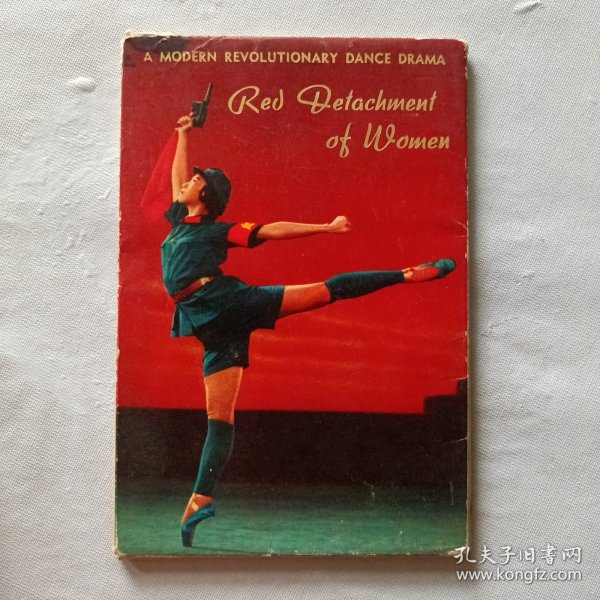 A MODERN REVOLUTIONARY DANCE DRAMA
Red Detachment
of Women
孔夫子旧书网
www.kongfz.com